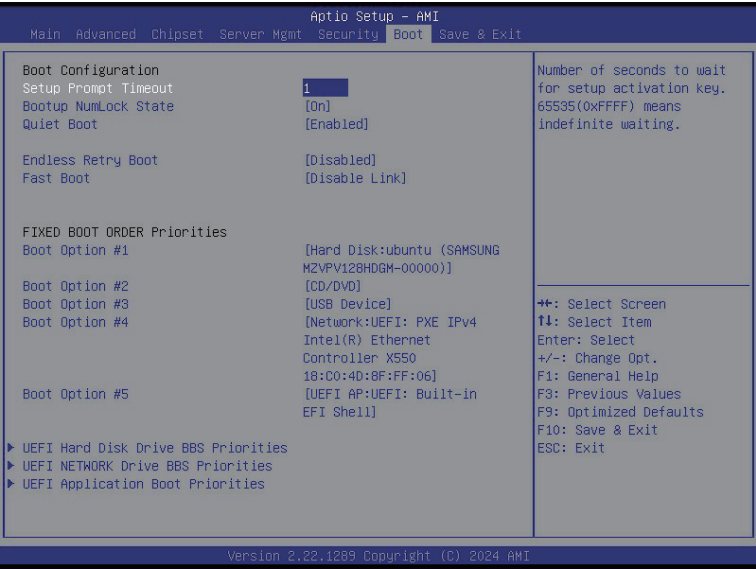 Aptio Setup – AMI
Main Advanced Chipset Server Mgmt Security Boot Save & Exit
Boot Configuration
Setup Prompt Timeout 1
Bootup NumLock State [On]
Quiet Boot [Enabled]
Endless Retry Boot [Disabled]
Fast Boot [Disable Link]
FIXED BOOT ORDER Priorities
Boot Option #1 [Hard Disk:ubuntu (SAMSUNG
MZVPV128HDGM-00000)]
Boot Option #2 [CD/DVD]
Boot Option #3 [USB Device]
Boot Option #4 [Network:UEFI: PXE IPv4
Intel(R) Ethernet
Controller X550
18:C0:4D:8F:FF:06]
Boot Option #5 [UEFI AP:UEFI: Built-in
EFI Shell]
UEFI Hard Disk Drive BBS Priorities
UEFI NETWORK Drive BBS Priorities
UEFI Application Boot Priorities
Number of seconds to wait
for setup activation key.
65535(0xFFFF) means
indefinite waiting.
→←: Select Screen
↑↓: Select Item
Enter: Select
+/-: Change Opt.
F1: General Help
F3: Previous Values
F9: Optimized Defaults
F10: Save & Exit
ESC: Exit
Version 2.22.1289 Copyright (C) 2024 AMI